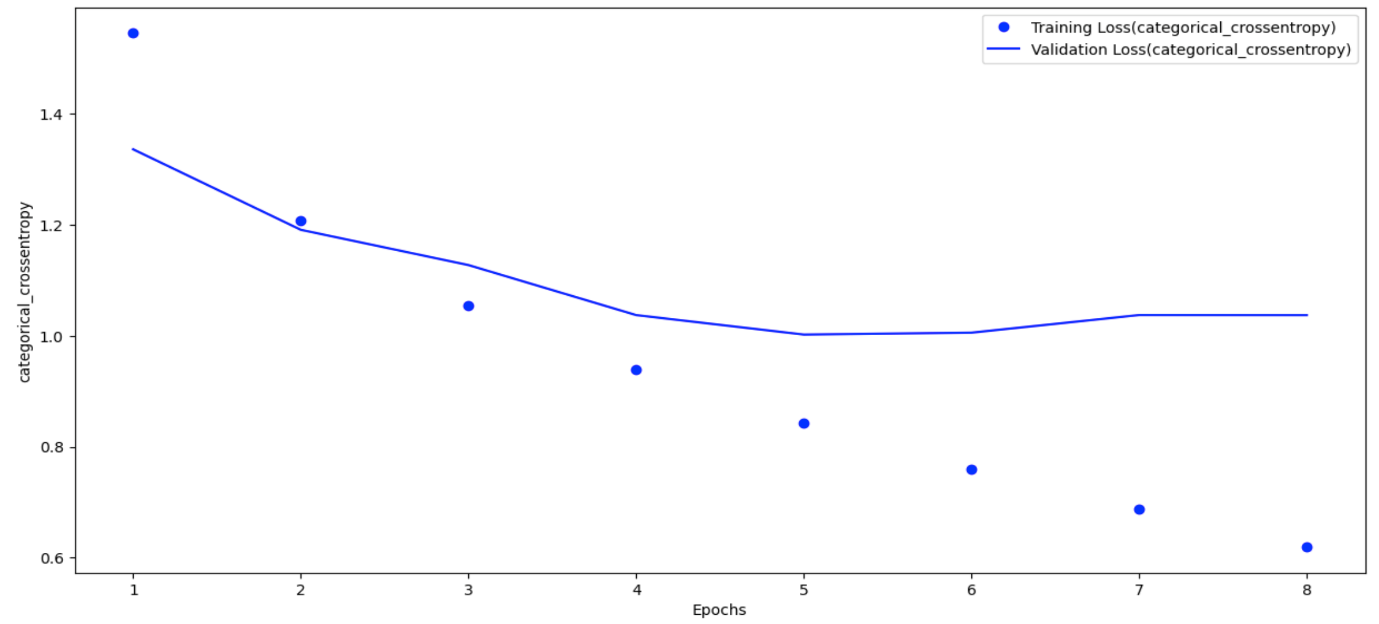 Training Loss(categorical_crossentropy)
Validation Loss(categorical_crossentropy)
categorical_crossentropy
1.4
1.2
1.0
0.8
0.6
1 2 3 4 5 6 7 8
Epochs